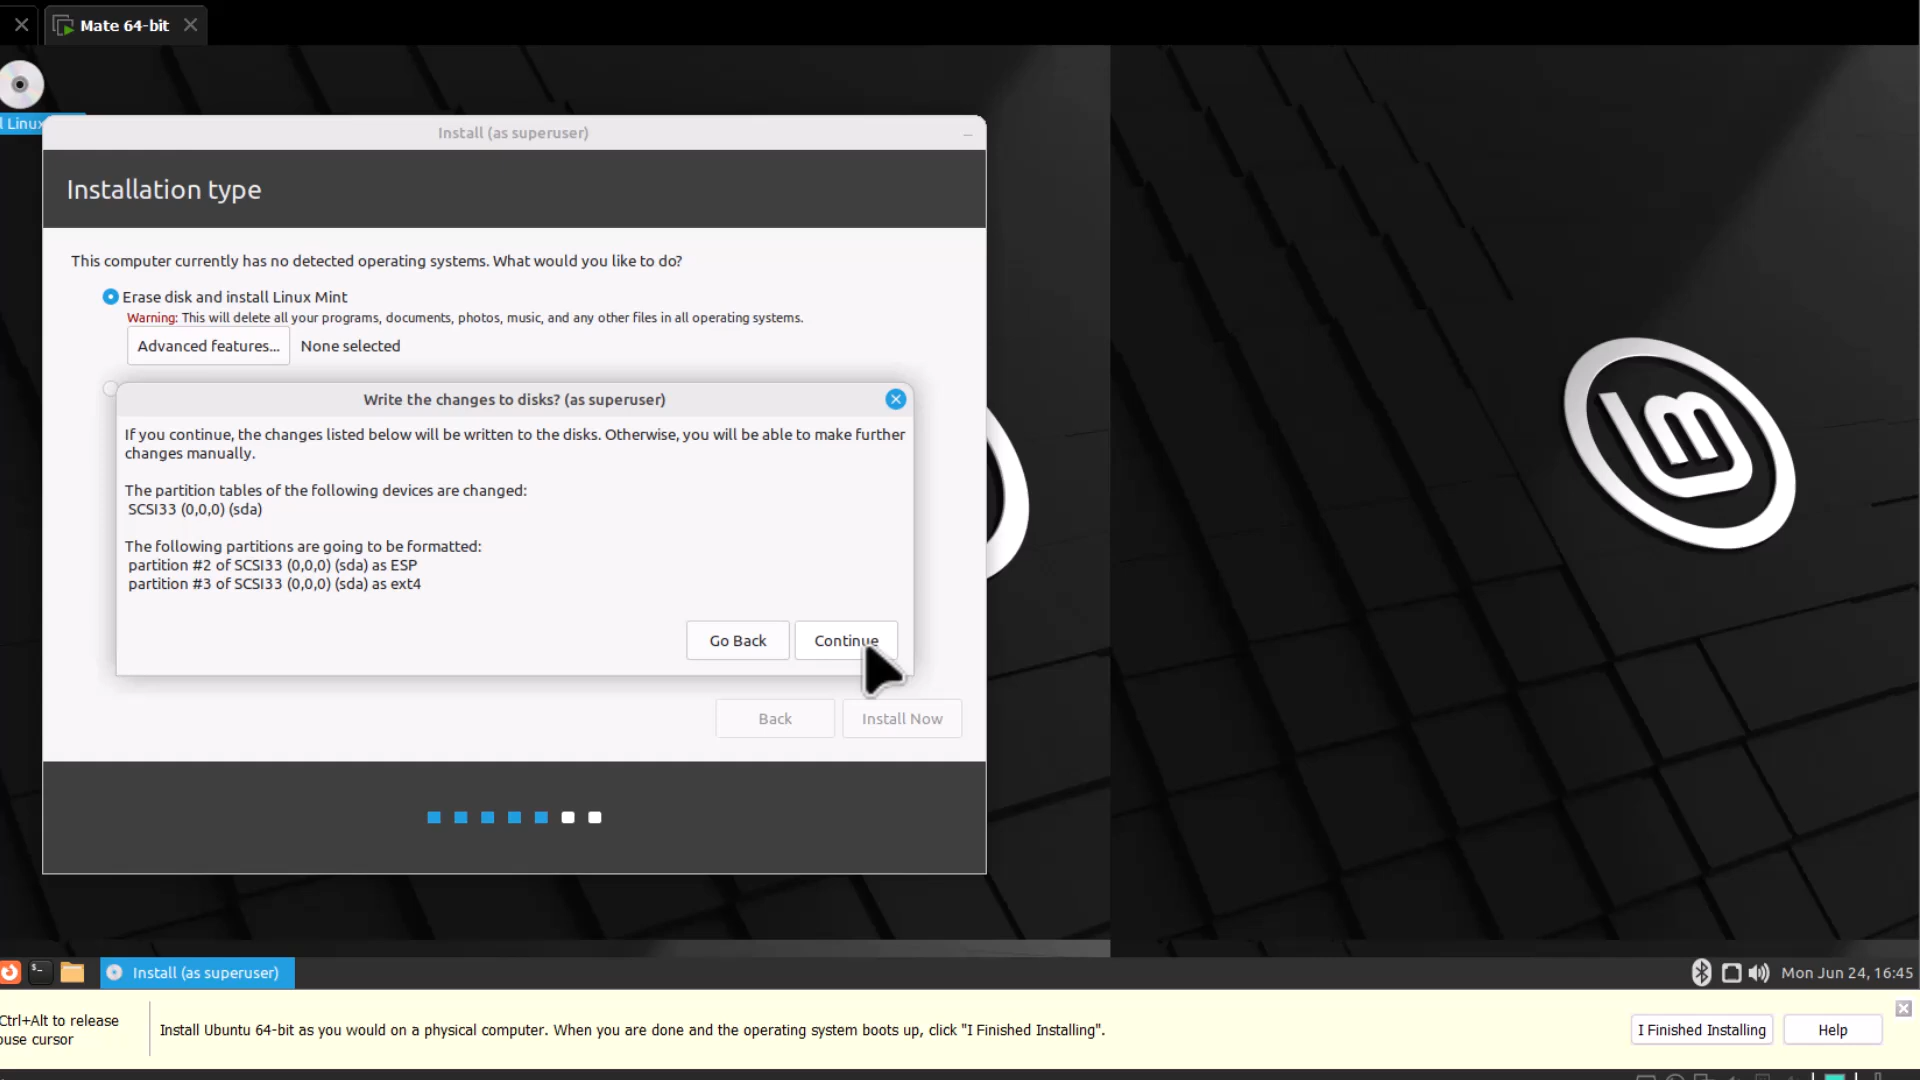 Mate 64-bit
l Linux
Install (as superuser)
Installation type
This computer currently has no detected operating systems. What would you like to do?
Erase disk and install Linux Mint
Warning: This will delete all your programs, documents, photos, music, and any other files in all operating systems.
Advanced features... None selected
Write the changes to disks? (as superuser)
If you continue, the changes listed below will be written to the disks. Otherwise, you will be able to make further
changes manually.
The partition tables of the following devices are changed:
SCSI33 (0,0,0) (sda)
The following partitions are going to be formatted:
partition #2 of SCSI33 (0,0,0) (sda) as ESP
partition #3 of SCSI33 (0,0,0) (sda) as ext4
Go Back Continue
Back Install Now
lm
Install (as superuser)
Mon Jun 24, 16:45
Ctrl+Alt to release
ouse cursor
Install Ubuntu 64-bit as you would on a physical computer. When you are done and the operating system boots up, click "I Finished Installing".
I Finished Installing Help